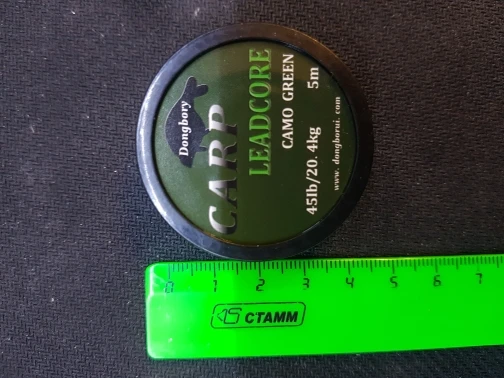 Dongbory
CARP
LEADCORE
CAMO GREEN
45lb/20.4kg 5m
www.dongborui.com
0 1 2 3 4 5 6 7
СТАММ